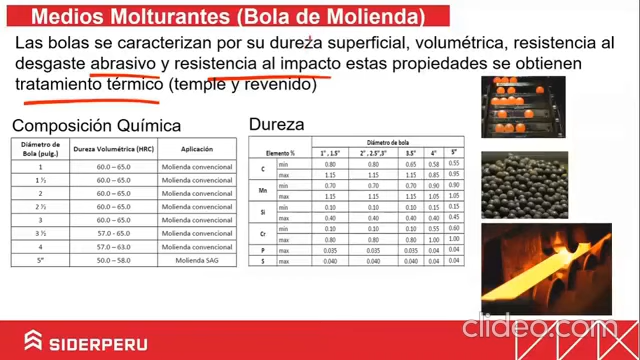 Medios Molturantes (Bola de Molienda)
Las bolas se caracterizan por su dureza superficial, volumétrica, resistencia al
desgaste abrasivo y resistencia al impacto estas propiedades se obtienen
tratamiento térmico (temple y revenido)
Composición Química
Diámetro de Bola (pulg.) Dureza Volumétrica (HRC) Aplicación
1 60.0 – 65.0 Molienda convencional
1 ½ 60.0 – 65.0 Molienda convencional
2 60.0 – 65.0 Molienda convencional
2 ½ 60.0 – 65.0 Molienda convencional
3 60.0 – 65.0 Molienda convencional
3 ½ 57.0 - 65.0 Molienda convencional
4 57.0 – 63.0 Molienda convencional
5" 50.0 – 58.0 Molienda SAG
Dureza
Elemento % Diámetro de bola
1", 1.5" 2", 2.5",3" 3.5" 4" 5"
C min 0.80 0.80 0.65 0.58 0.55
max 1.15 1.15 1.15 0.85 0.95
Mn min 0.70 0.70 0.70 0.90 0.90
max 1.15 1.15 1.15 1.05 1.05
Si min 0.10 0.10 0.10 0.15 0.15
max 0.40 0.40 0.40 0.40 0.45
Cr min 0.10 0.10 0.10 0.55 0.60
max 0.80 0.80 0.80 1.00 1.00
P max 0.035 0.035 0.035 0.04 0.04
S max 0.040 0.040 0.040 0.04 0.04
SIDERPERU
clideo.com